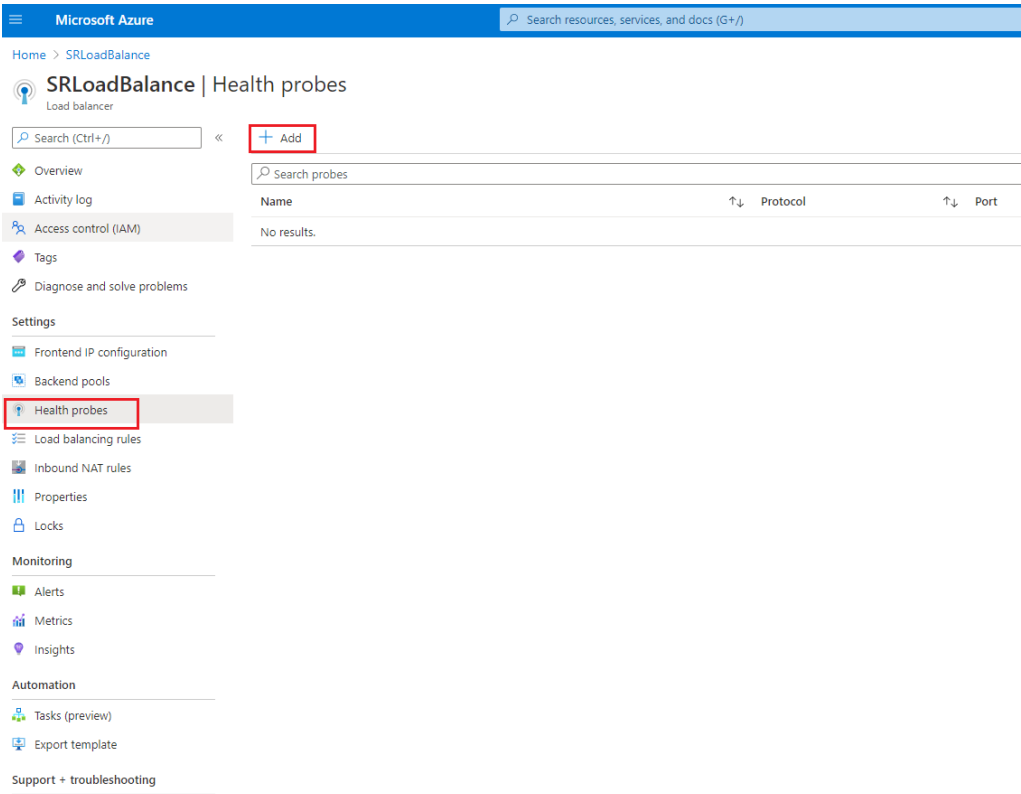 Microsoft Azure
Search resources, services, and docs (G+/)
Home > SRLoadBalance
SRLoadBalance | Health probes
Load balancer
Search (Ctrl+/)
«
Add
Overview
Activity log
Access control (IAM)
Tags
Diagnose and solve problems
Settings
Frontend IP configuration
Backend pools
Health probes
Load balancing rules
Inbound NAT rules
Properties
Locks
Monitoring
Alerts
Metrics
Insights
Automation
Tasks (preview)
Export template
Support + troubleshooting
Search probes
Name ↑↓ Protocol ↑↓ Port
No results.